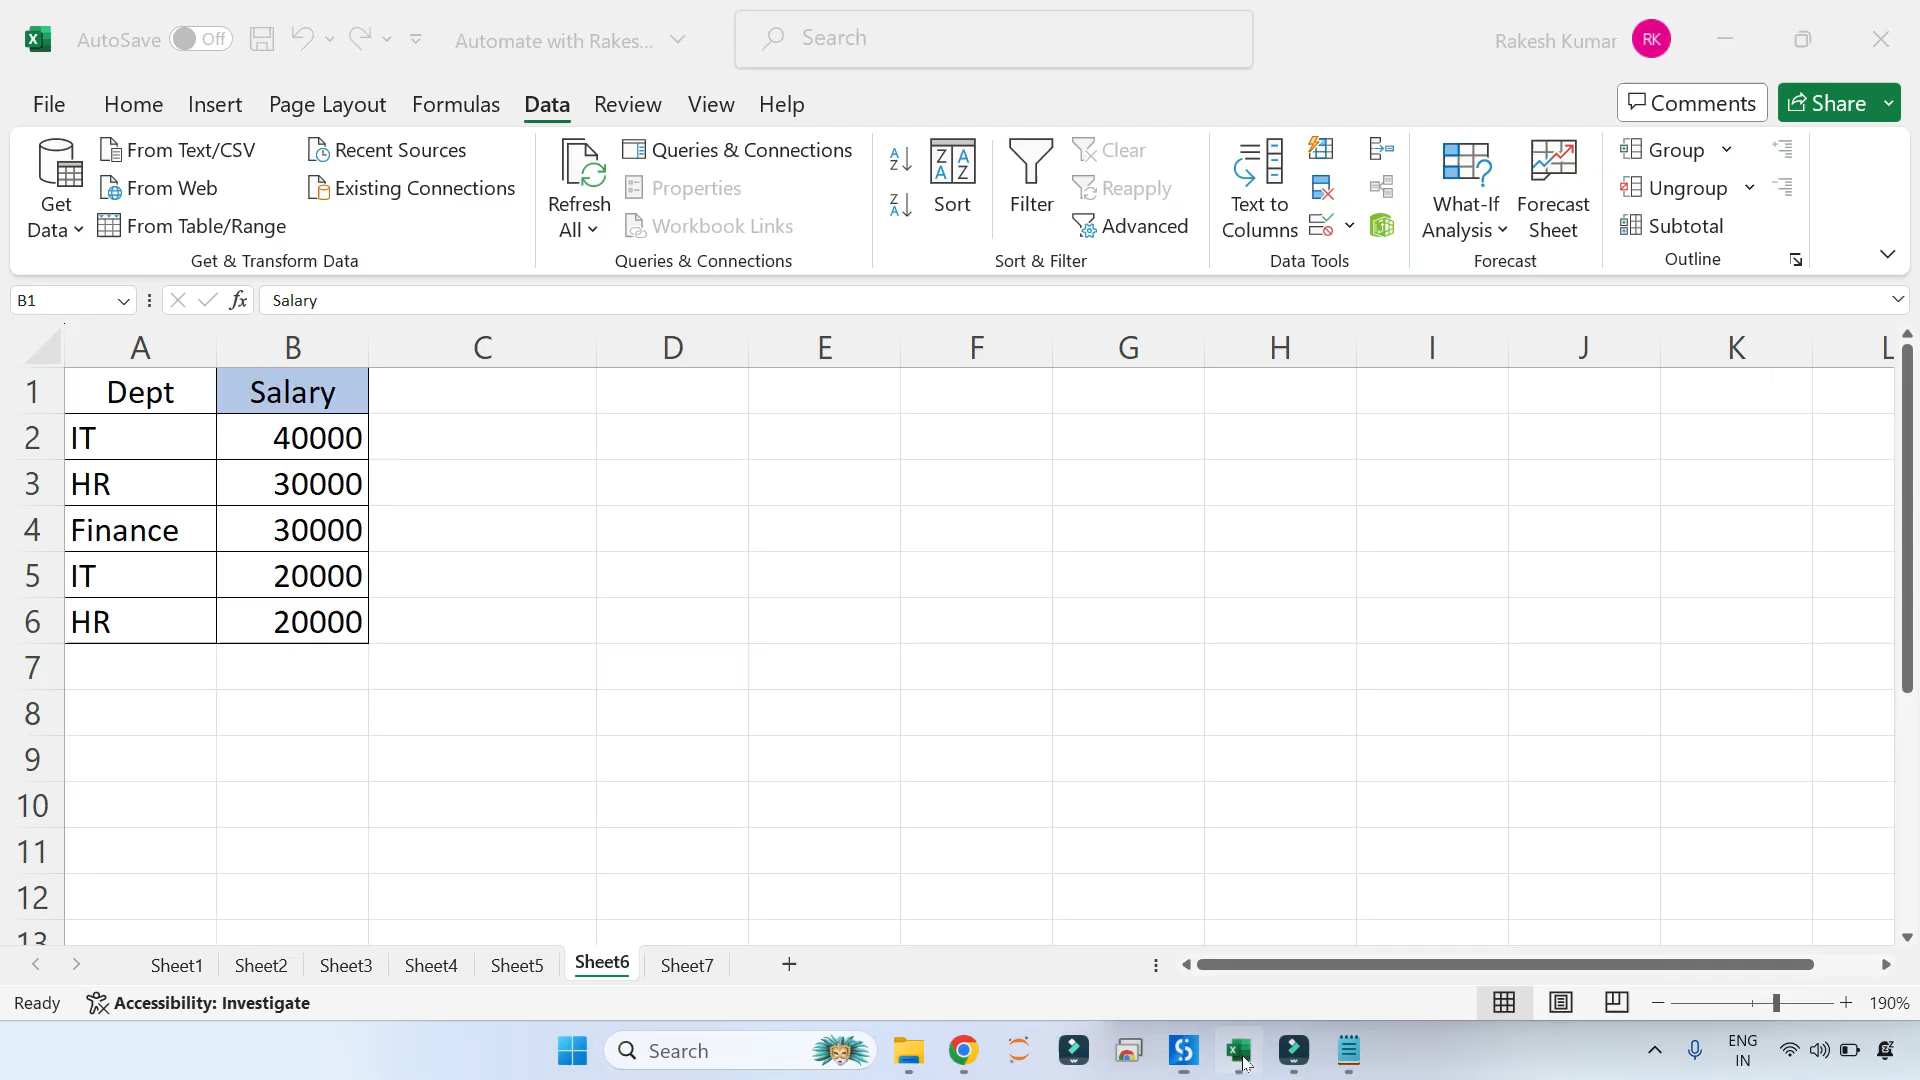 AutoSave Off Automate with Rakes... Search Rakesh Kumar RK
File Home Insert Page Layout Formulas Data Review View Help Comments Share
Get Data
From Text/CSV
From Web
From Table/Range
Recent Sources
Existing Connections
Get & Transform Data
Refresh All
Queries & Connections
Properties
Workbook Links
Queries & Connections
Sort
Filter
Clear
Reapply
Advanced
Sort & Filter
Text to Columns
Data Tools
What-If Analysis
Forecast Sheet
Forecast
Group
Ungroup
Subtotal
Outline
B1 fx Salary
A B C D E F G H I J K L
1 Dept Salary
2 IT 40000
3 HR 30000
4 Finance 30000
5 IT 20000
6 HR 20000
7
8
9
10
11
12
13
Sheet1 Sheet2 Sheet3 Sheet4 Sheet5 Sheet6 Sheet7
Ready Accessibility: Investigate 190%
Search ENG
IN